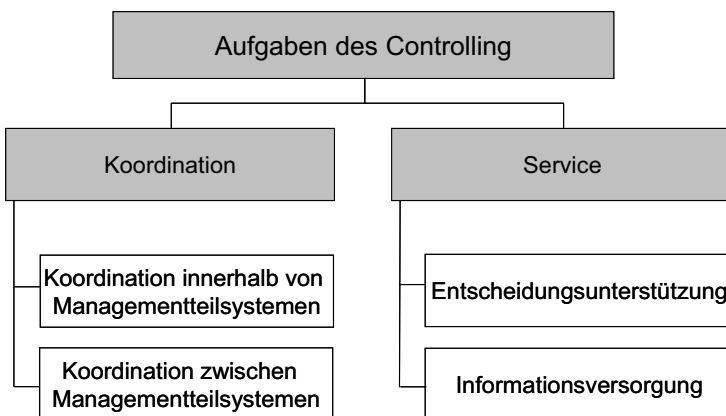 Aufgaben des Controlling
Koordination
Service
Koordination innerhalb von
Managementteilsystemen
Entscheidungsunterstützung
Koordination zwischen
Managementteilsystemen
Informationsversorgung